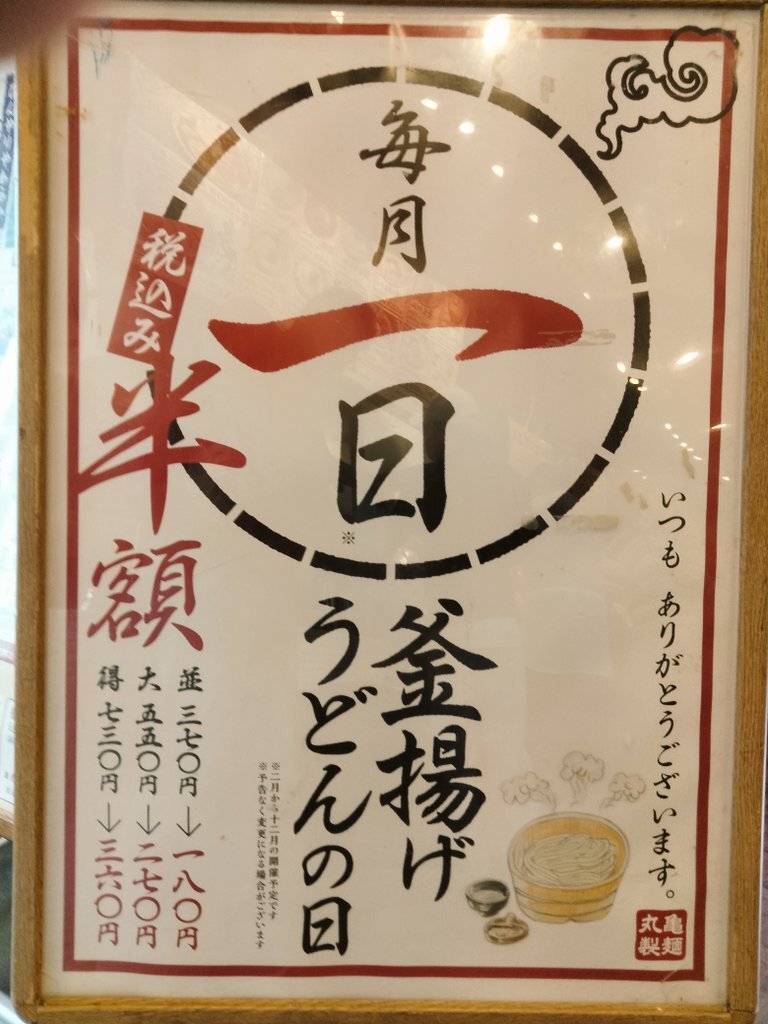 いつも ありがとうございます。
毎月
一
日
※
釜揚げ
うどんの日
※二月から十二月の開催予定です
※予告なく変更になる場合がございます
税込み
半額
並 三七〇円→一八〇円
大 五五〇円→二七〇円
得 七三〇円→三六〇円
丸亀
製麺